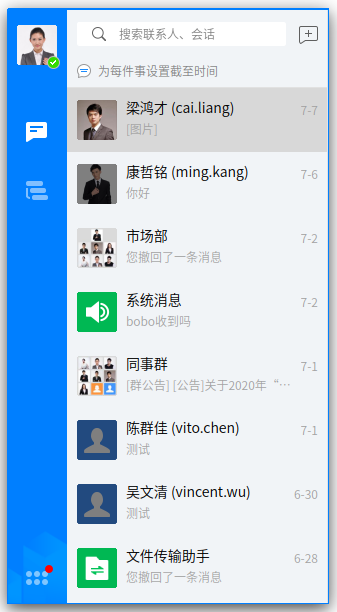 搜索联系人、会话
为每件事设置截至时间
梁鸿才 (cai.liang) 7-7
[图片]
康哲铭 (ming.kang) 7-6
你好
市场部 7-2
您撤回了一条消息
系统消息 7-2
bobo收到吗
同事群 7-1
[群公告] [公告]关于2020年“…
陈群佳 (vito.chen) 7-1
测试
吴文清 (vincent.wu) 6-30
测试
文件传输助手 6-28
您撤回了一条消息